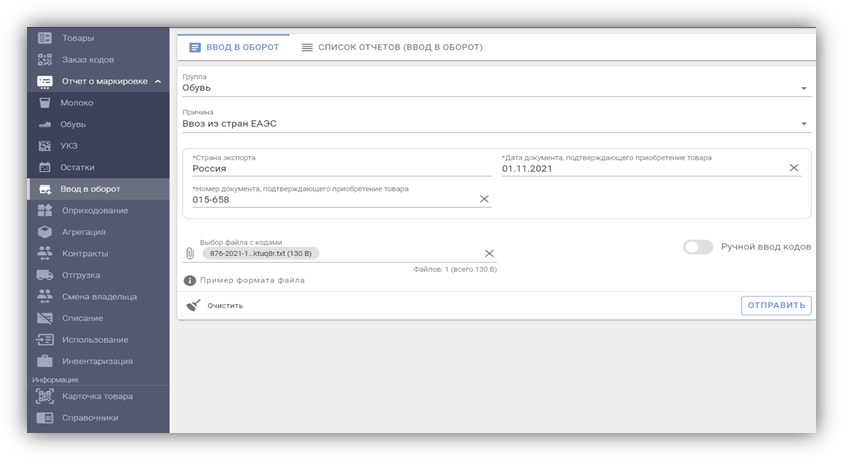 Товары
Заказ кодов
Отчет о маркировке
Молоко
Обувь
УКЗ
Остатки
Ввод в оборот
Оприходование
Агрегация
Контракты
Отгрузка
Смена владельца
Списание
Использование
Инвентаризация
Информация
Карточка товара
Справочники
ВВОД В ОБОРОТ СПИСОК ОТЧЕТОВ (ВВОД В ОБОРОТ)
Группа
Обувь
Причина
Ввоз из стран ЕАЭС
*Страна экспорта *Дата документа, подтверждающего приобретение товара
Россия 01.11.2021
*Номер документа, подтверждающего приобретение товара
015-658
Выбор файла с кодами
876-2021-1...ktuq8r.txt (130 B) Ручной ввод кодов
Файлов: 1 (всего 130 B)
Пример формата файла
Очистить ОТПРАВИТЬ